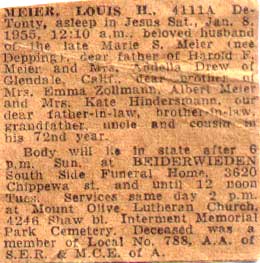 MEIER, LOUIS H., 4111A De-
Tonty, asleep in Jesus Sat., Jan. 8,
1955, 12:10 a.m., beloved husband
of the late Marie S. Meier (nee
Depping), dear father of Harold F.
Meier and Mrs. Drew of
Glendale, Calif., dear brother of
Mrs. Emma Zollmann, Albert Meier
and Mrs. Kate Hindersmann, our
dear father-in-law, brother-in-law,
grandfather, uncle and cousin in
his 72nd year.
Body will lie in state after 6
p.m. Sun. at BEIDERWIEDEN
South Side Funeral Home, 3620
Chippewa st. and until 12 noon
Tues. Services same day 2 p.m.
at Mount Olive Lutheran Church,
4246 Shaw bl. Interment Memorial
Park Cemetery. Deceased was a
member of Local No. 788, A.A. of
S.E.R. & M.C.E. of A.